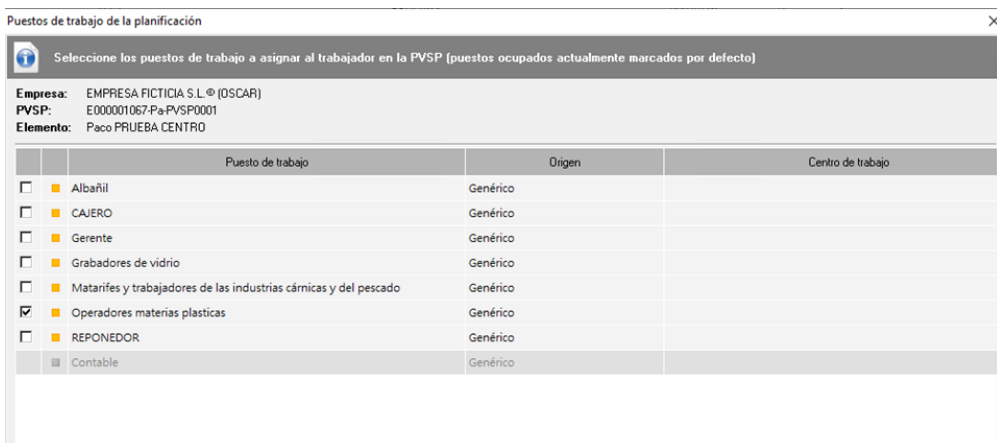 Puestos de trabajo de la planificación
Seleccione los puestos de trabajo a asignar al trabajador en la PVSP (puestos ocupados actualmente marcados por defecto)
Empresa: EMPRESA FICTICIA S.L.® (OSCAR)
PVSP: E000001067-Pa-PVSP0001
Elemento: Paco PRUEBA CENTRO
Puesto de trabajo Origen Centro de trabajo
Albañil Genérico
CAJERO Genérico
Gerente Genérico
Grabadores de vidrio Genérico
Matarifes y trabajadores de las industrias cárnicas y del pescado Genérico
Operadores materias plasticas Genérico
REPONEDOR Genérico
Contable Genérico